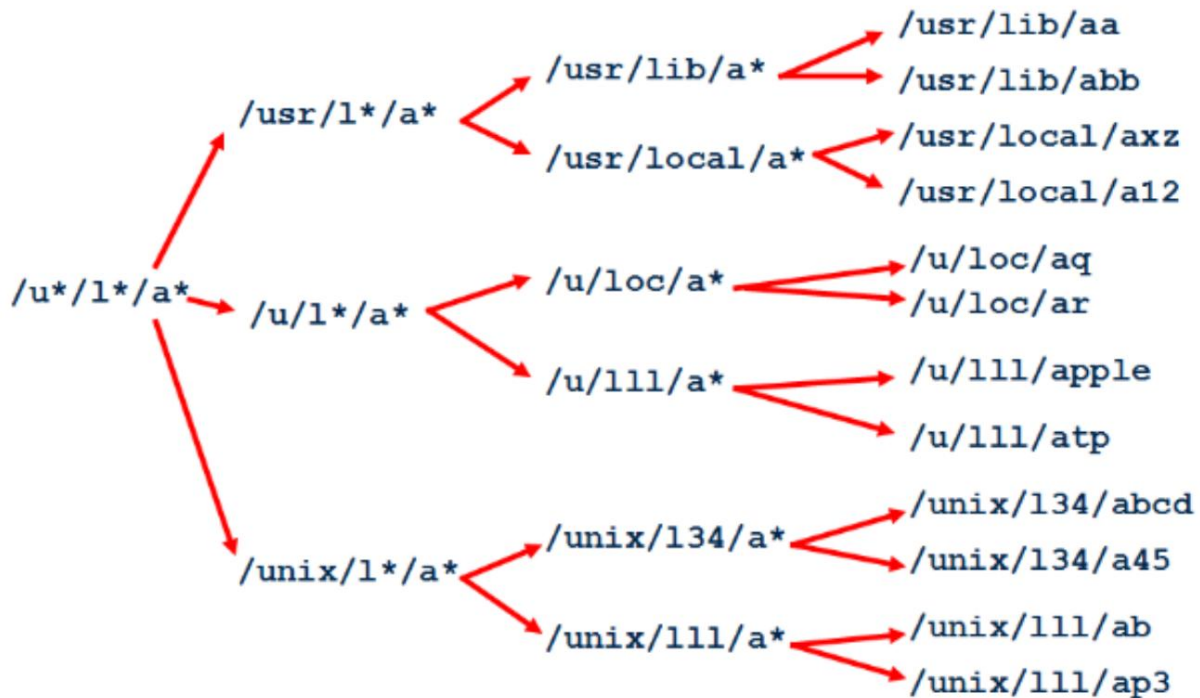 /u*/l*/a*
/usr/l*/a*
/usr/lib/a*
/usr/lib/aa
/usr/lib/abb
/usr/local/a*
/usr/local/axz
/usr/local/a12
/u/l*/a*
/u/loc/a*
/u/loc/aq
/u/loc/ar
/u/lll/a*
/u/lll/apple
/u/lll/atp
/unix/l*/a*
/unix/l34/a*
/unix/l34/abcd
/unix/l34/a45
/unix/lll/a*
/unix/lll/ab
/unix/lll/ap3